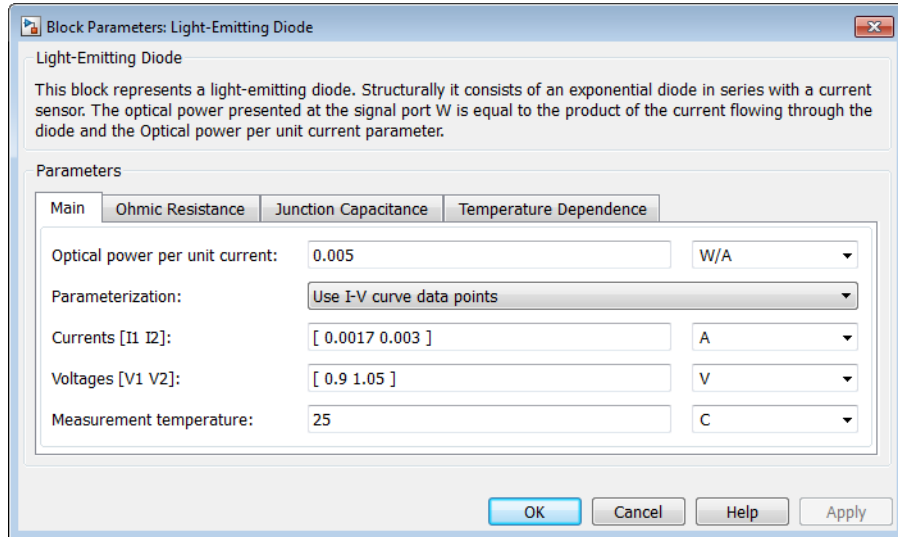 Block Parameters: Light-Emitting Diode
Light-Emitting Diode
This block represents a light-emitting diode. Structurally it consists of an exponential diode in series with a current
sensor. The optical power presented at the signal port W is equal to the product of the current flowing through the
diode and the Optical power per unit current parameter.
Parameters
Main Ohmic Resistance Junction Capacitance Temperature Dependence
Optical power per unit current: 0.005 W/A
Parameterization: Use I-V curve data points
Currents [I1 I2]: [ 0.0017 0.003 ] A
Voltages [V1 V2]: [ 0.9 1.05 ] V
Measurement temperature: 25 C
OK Cancel Help Apply